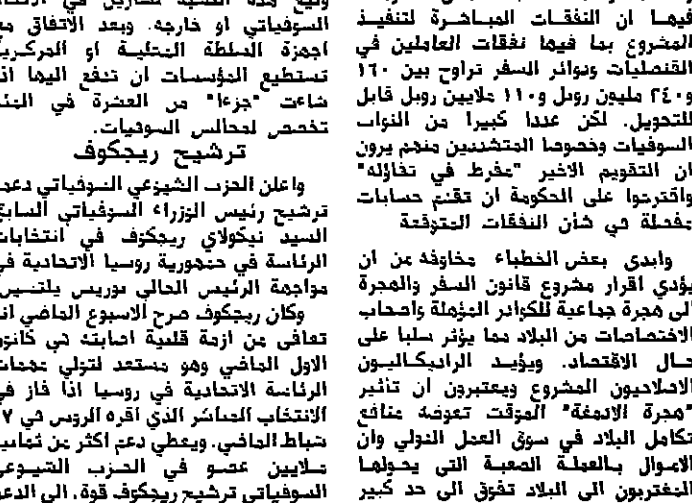 فيها ان النفقات المباشرة لتنفيذ
المشروع بما فيها نفقات العاملين في
القنصليات ودوائر السفر تراوح بين ١٦٠
و٢٤٠ مليون روبل و١١٠ ملايين روبل قابل
للتحويل. لكن عددا كبيرا من النواب
السوفيات وخصوصا المتشددين منهم يرون
ان التقويم الاخير "مفرط في تفاؤله"
واقترحوا على الحكومة ان تقدم حسابات
مفصلة في شأن النفقات المتوقعة
وابدى بعض الخطباء مخاوفه من ان
يؤدي اقرار مشروع قانون السفر والهجرة
الى هجرة جماعية للكوادر المؤهلة واصحاب
الاختصاصات من البلاد مما يؤثر سلبا على
حال الاقتصاد. ويؤيد الراديكاليون
الاصلاحيون المشروع ويعتبرون ان تأثير
"هجرة الادمغة" الموقت تعوضه منافع
تكامل البلاد في سوق العمل الدولي وان
الاموال بالعملة الصعبة التي يحولها
المغتربون الى البلاد تفوق الى حد كبير
السوفياتي او خارجه. وبعد الاتفاق مع
اجهزة السلطة المحلية او المركزية
تستطيع المؤسسات ان تدفع اليها اذا
شاءت "جزءا" من العشرة في المئة
تخصص لمجالس السوفيات.
ترشيح ريجكوف
واعلن الحزب الشيوعي السوفياتي دعمه
ترشيح رئيس الوزراء السوفياتي السابق
السيد نيكولاي ريجكوف في انتخابات
الرئاسة في جمهورية روسيا الاتحادية في
مواجهة الرئيس الحالي بوريس يلتسين.
وكان ريجكوف صرح الاسبوع الماضي انه
تعافى من ازمة قلبية اصابته في كانون
الاول الماضي وهو مستعد لتولي مهمات
الرئاسة الاتحادية في روسيا اذا فاز في
الانتخاب المباشر الذي اقره الروس في ١٧
شباط الماضي. ويعطي دعم اكثر من ثمانية
ملايين عضو في الحزب الشيوعي
السوفياتي ترشيح ريجكوف قوة، الى الدعم